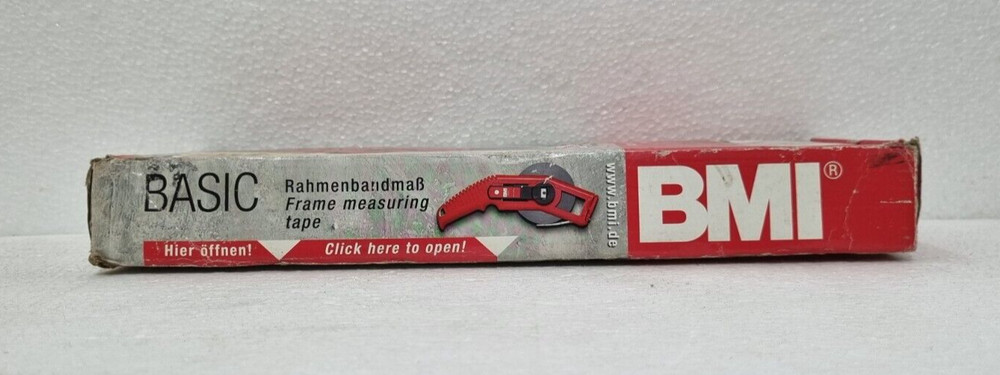 BASIC
Rahmenbandmaß
Frame measuring
tape
Hier öffnen!
Click here to open!
www.bmi.de
BMI®